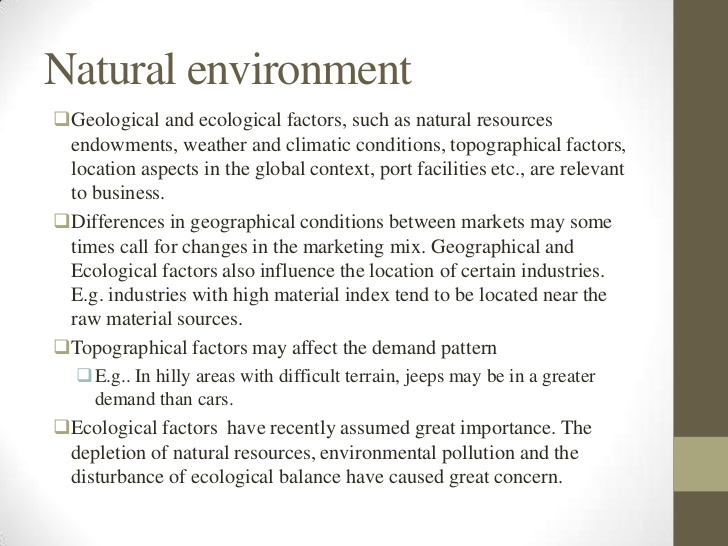 Natural environment
Geological and ecological factors, such as natural resources
endowments, weather and climatic conditions, topographical factors,
location aspects in the global context, port facilities etc., are relevant
to business.
Differences in geographical conditions between markets may some
times call for changes in the marketing mix. Geographical and
Ecological factors also influence the location of certain industries.
E.g. industries with high material index tend to be located near the
raw material sources.
Topographical factors may affect the demand pattern
E.g.. In hilly areas with difficult terrain, jeeps may be in a greater
demand than cars.
Ecological factors have recently assumed great importance. The
depletion of natural resources, environmental pollution and the
disturbance of ecological balance have caused great concern.